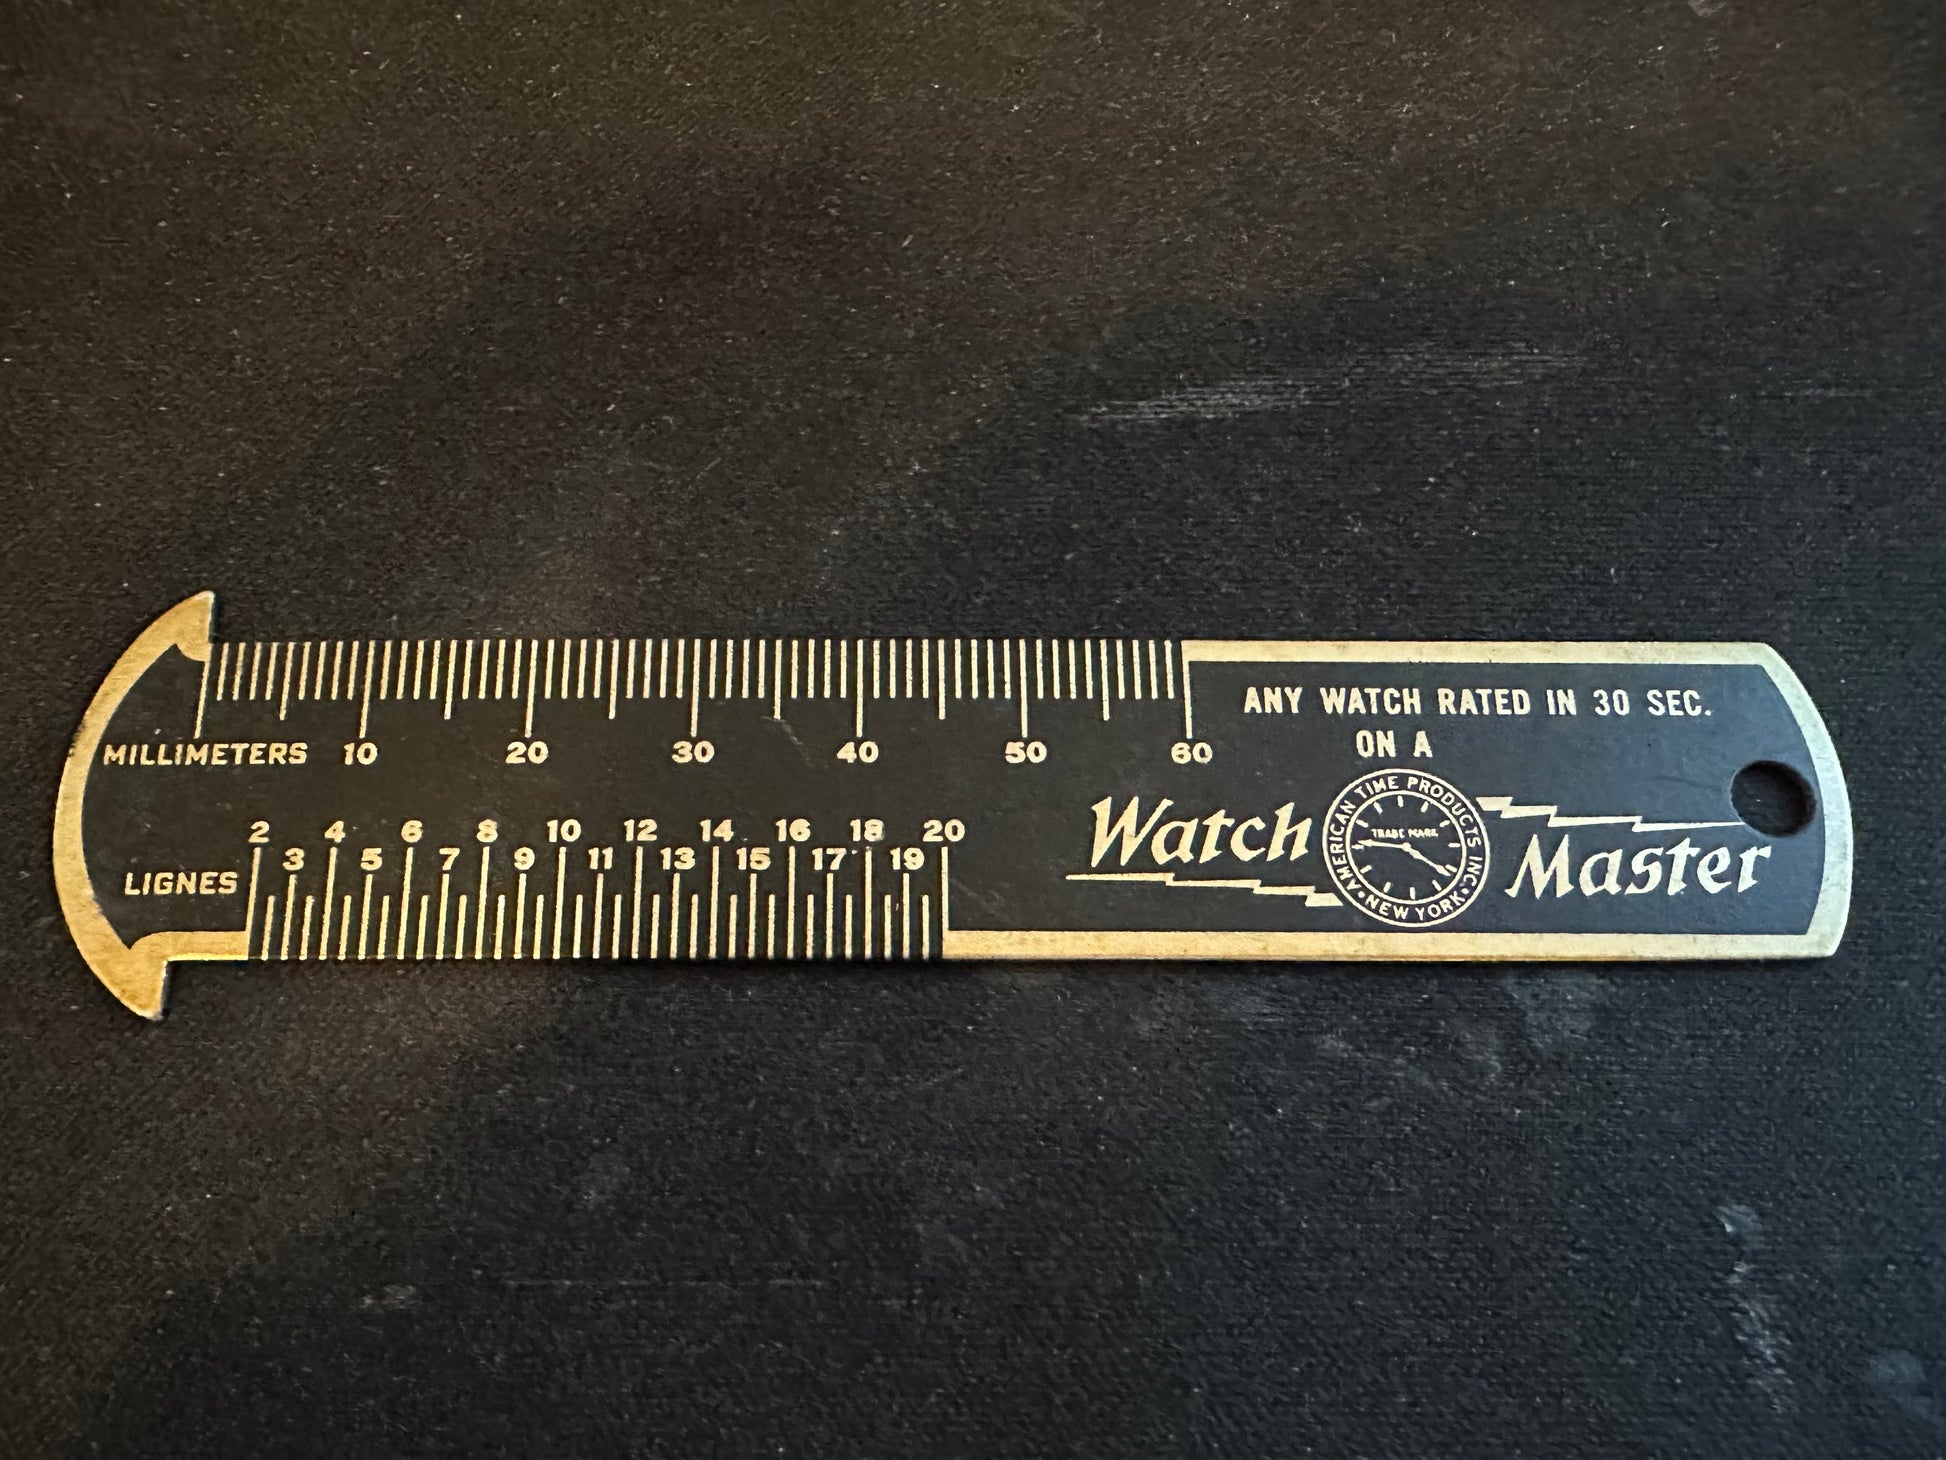 MILLIMETERS 10 20 30 40 50 60
ANY WATCH RATED IN 30 SEC.
ON A
Watch Master
AMERICAN TIME PRODUCTS INC. • NEW YORK •
TRADE MARK
2 4 6 8 10 12 14 16 18 20
3 5 7 9 11 13 15 17 19
LIGNES